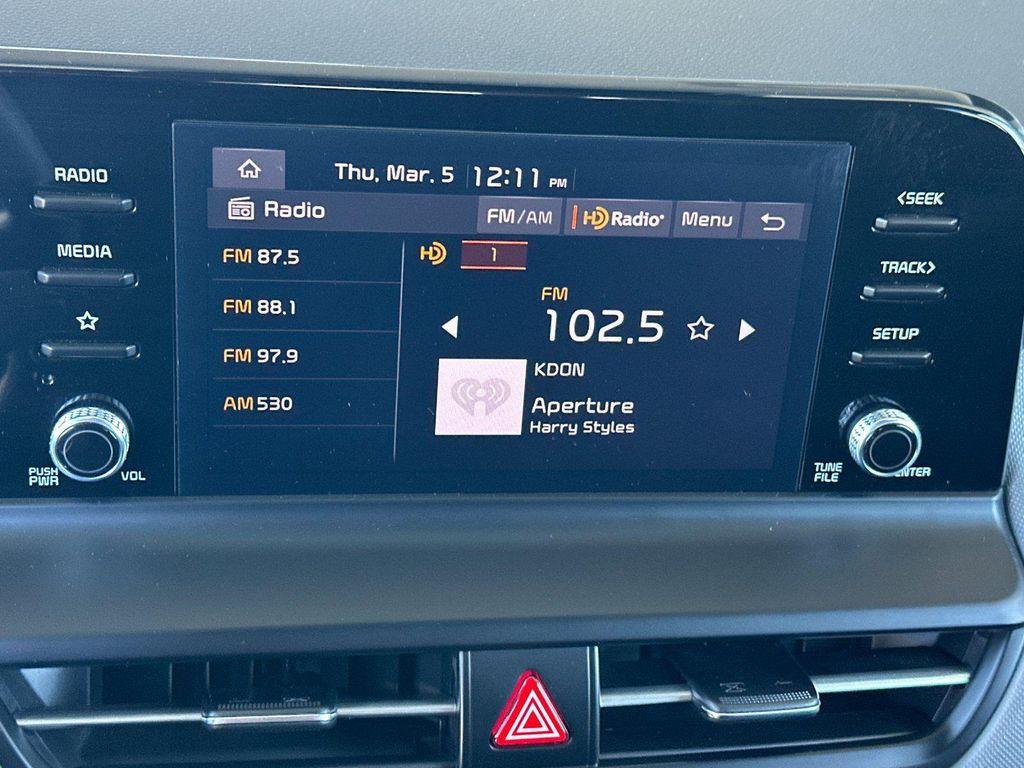 Thu, Mar. 5 12:11 PM
Radio FM/AM HD Radio® Menu
FM 87.5
FM 88.1
FM 97.9
AM 530
HD 1
FM
102.5
KDON
Aperture
Harry Styles
RADIO
MEDIA
PUSH
PWR
VOL
<SEEK
TRACK>
SETUP
TUNE
FILE
ENTER